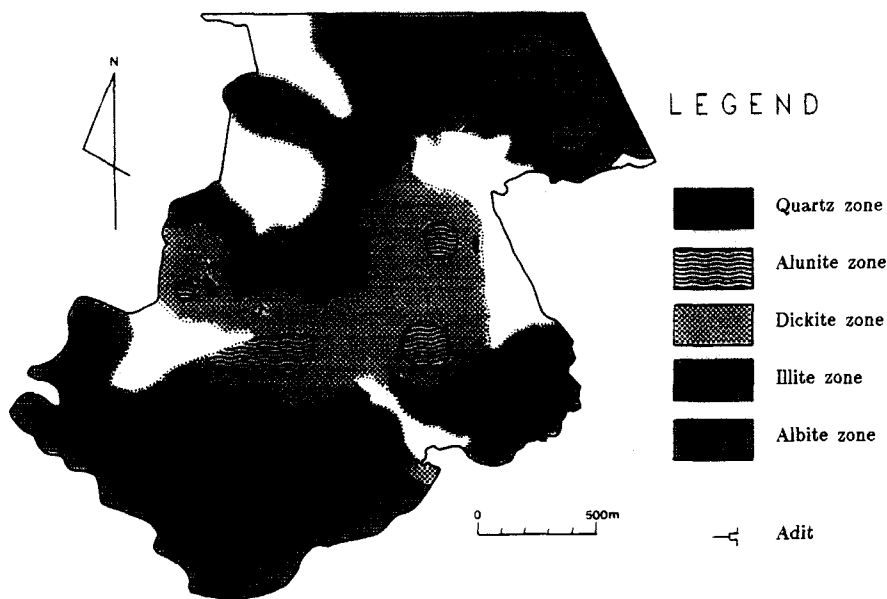 N
LEGEND
Quartz zone
Alunite zone
Dickite zone
Illite zone
Albite zone
0 500m
Adit